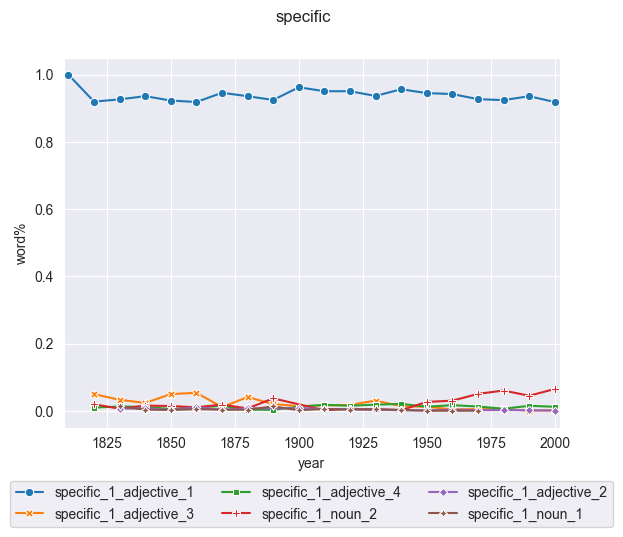 specific
1.0
0.8
0.6
0.4
0.2
0.0
word%
1825 1850 1875 1900 1925 1950 1975 2000
year
specific_1_adjective_1 specific_1_adjective_4 specific_1_adjective_2
specific_1_adjective_3 specific_1_noun_2 specific_1_noun_1